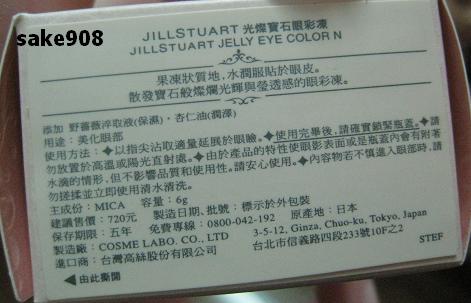 sake908
JILLSTUART 光燦寶石眼彩凍
JILLSTUART JELLY EYE COLOR N
果凍狀質地,水潤服貼於眼皮。
散發寶石般燦爛光輝與瑩透感的眼彩凍。
添加 野薔薇淬取液(保濕)、杏仁油(潤澤)
用途:美化眼部
使用方法:◆以指尖沾取適量延展於眼瞼。◆使用完畢後,請確實鎖緊瓶蓋。◆請
勿放置於高溫或陽光直射處。◆由於產品的特性使眼影表面或是瓶蓋內會有附著
水滴的情形,但不影響品質和使用性。請安心使用。◆內容物若不慎進入眼部時,請
勿搓揉並立即使用清水清洗。
主成份:MICA 容量:6g
建議售價:720元 製造日期、批號:標示於外包裝
保存期限:五年 免費專線:0800-042-192 原產地:日本
製造廠:COSME LABO. CO., LTD 3-5-12, Ginza, Chuo-ku, Tokyo, Japan
進口商:台灣高絲股份有限公司 台北市信義路四段233號10F之2
STEF
◀由此撕開